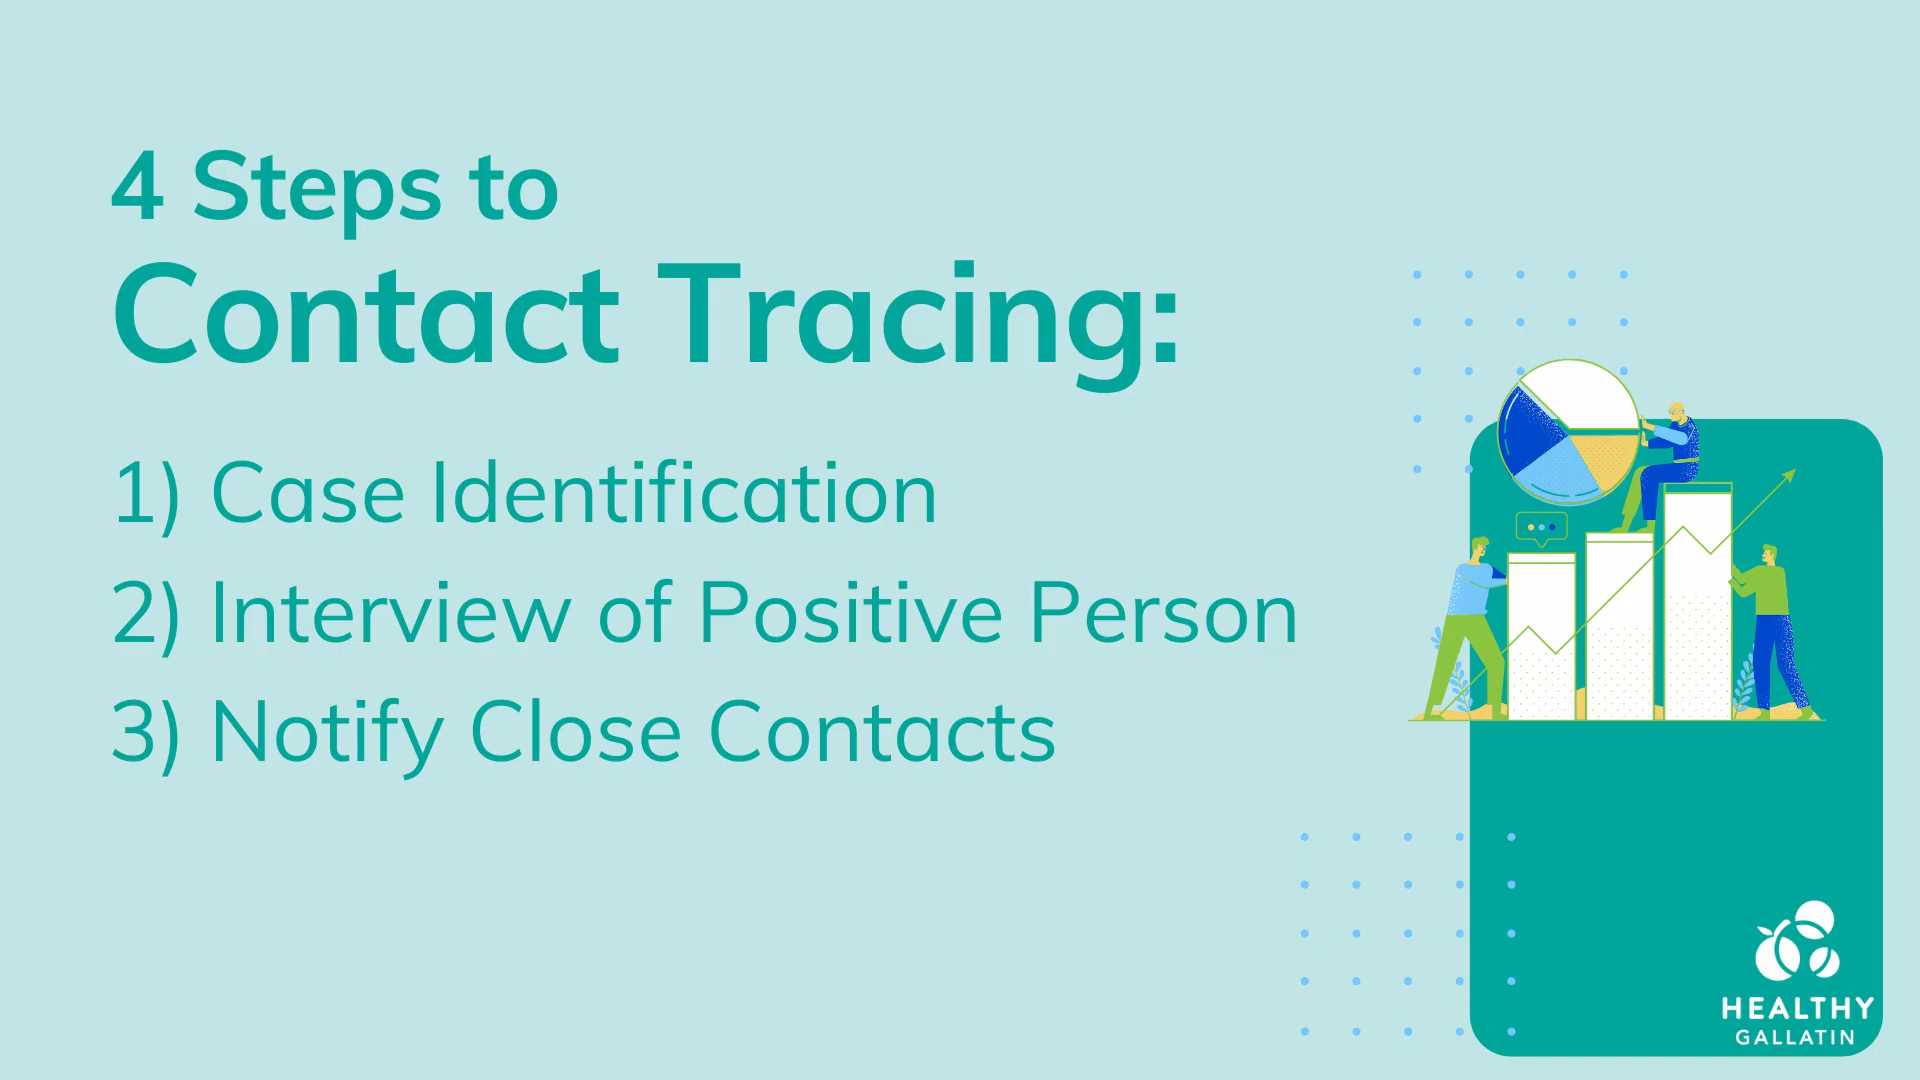 4 Steps to
Contact Tracing:
1) Case Identification
2) Interview of Positive Person
3) Notify Close Contacts
HEALTHY
GALLATIN